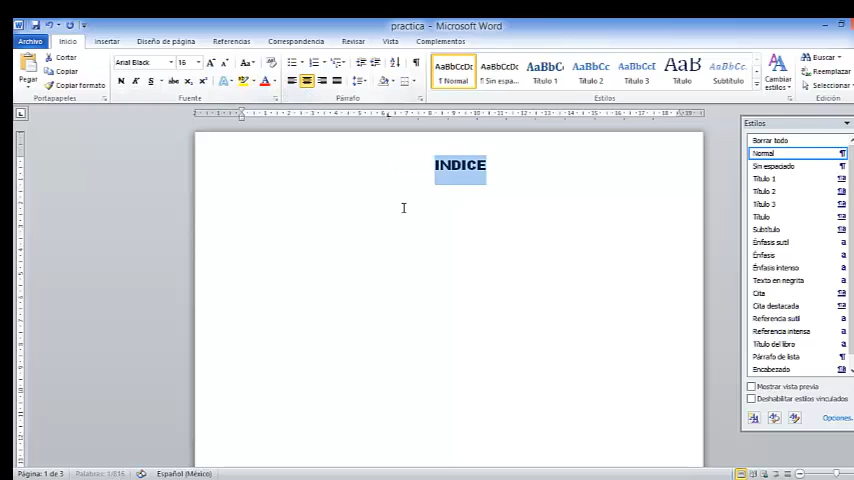 practica - Microsoft Word
Archivo Inicio Insertar Diseño de página Referencias Correspondencia Revisar Vista Complementos
Pegar
Cortar
Copiar
Copiar formato
Portapapeles
Arial Black 16
Fuente
Párrafo
AaBbCcDc AaBbCcDc AaBbC AaBbCc AaBbCcI AaB AaBbCc.
¶ Normal ¶ Sin espa... Título 1 Título 2 Título 3 Título Subtítulo
Cambiar estilos
Estilos
Buscar
Reemplazar
Seleccionar
Edición
INDICE
Estilos
Borrar todo
Normal
Sin espaciado
Título 1
Título 2
Título 3
Título
Subtítulo
Énfasis sutil
Énfasis
Énfasis intenso
Texto en negrita
Cita
Cita destacada
Referencia sutil
Referencia intensa
Título del libro
Párrafo de lista
Encabezado
Mostrar vista previa
Deshabilitar estilos vinculados
Opciones...
Página: 1 de 3 Palabras: 1/816 Español (México)